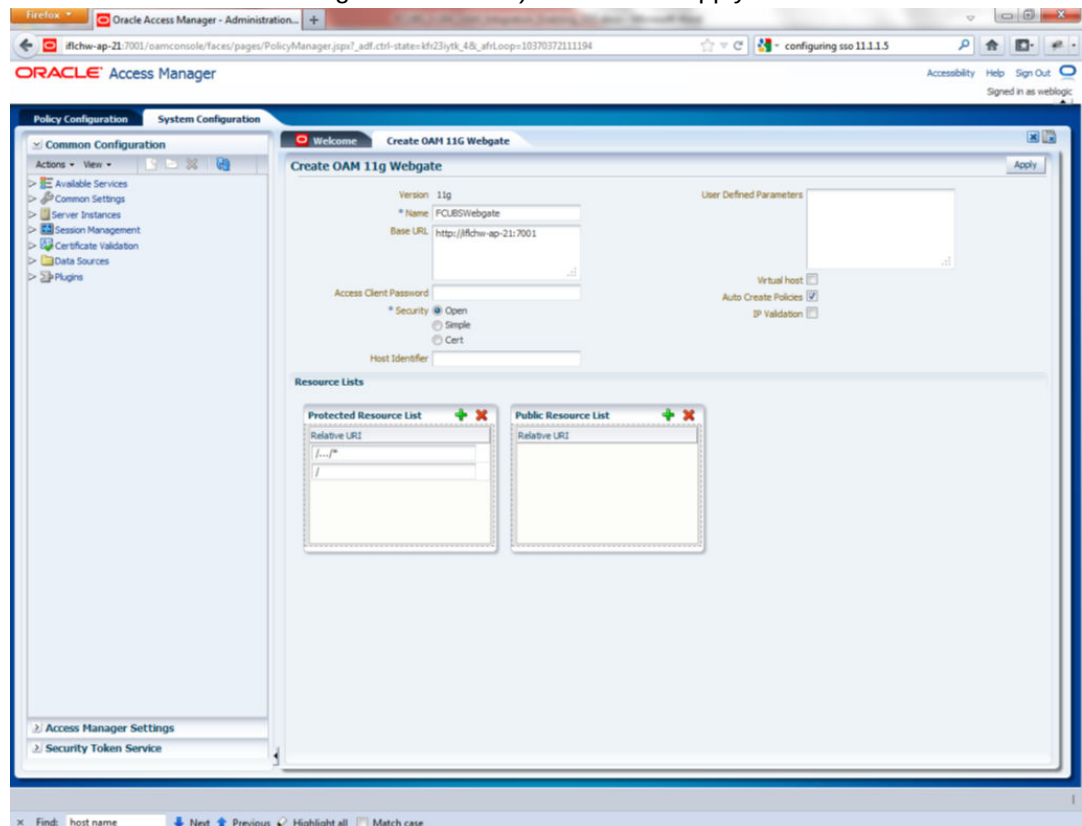 Firefox
Oracle Access Manager - Administration...
iflchw-ap-21:7001/oamconsole/faces/pages/PolicyManager.jspx?_adf.ctrl-state=kfr23iytk_4&_afrLoop=10370372111194
configuring sso 11.1.1.5
ORACLE Access Manager
Accessibility Help Sign Out
Signed in as weblogic
Policy Configuration System Configuration
Common Configuration
Actions View
Available Services
Common Settings
Server Instances
Session Management
Certificate Validation
Data Sources
Plugins
Access Manager Settings
Security Token Service
Welcome Create OAM 11G Webgate
Create OAM 11g Webgate
Apply
Version 11g
* Name FCUBSWebgate
Base URL http://iflchw-ap-21:7001
Access Client Password
* Security Open
Simple
Cert
Host Identifier
User Defined Parameters
Virtual host
Auto Create Policies
IP Validation
Resource Lists
Protected Resource List
Relative URI
/.../*
/
Public Resource List
Relative URI
× Find: host name Next Previous Highlight all Match case